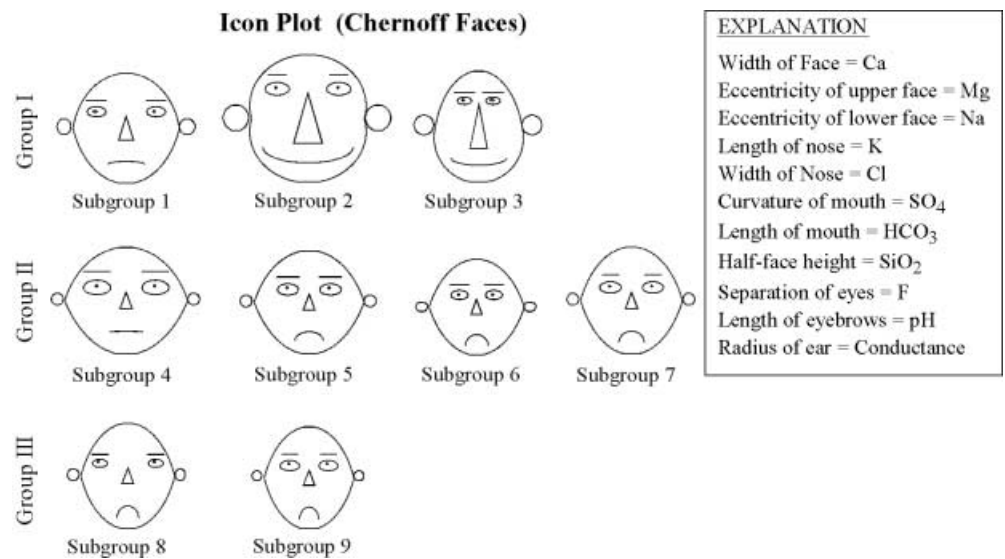 Icon Plot (Chernoff Faces)
Group I
Subgroup 1
Subgroup 2
Subgroup 3
Group II
Subgroup 4
Subgroup 5
Subgroup 6
Subgroup 7
Group III
Subgroup 8
Subgroup 9
EXPLANATION
Width of Face = Ca
Eccentricity of upper face = Mg
Eccentricity of lower face = Na
Length of nose = K
Width of Nose = Cl
Curvature of mouth = SO4
Length of mouth = HCO3
Half-face height = SiO2
Separation of eyes = F
Length of eyebrows = pH
Radius of ear = Conductance